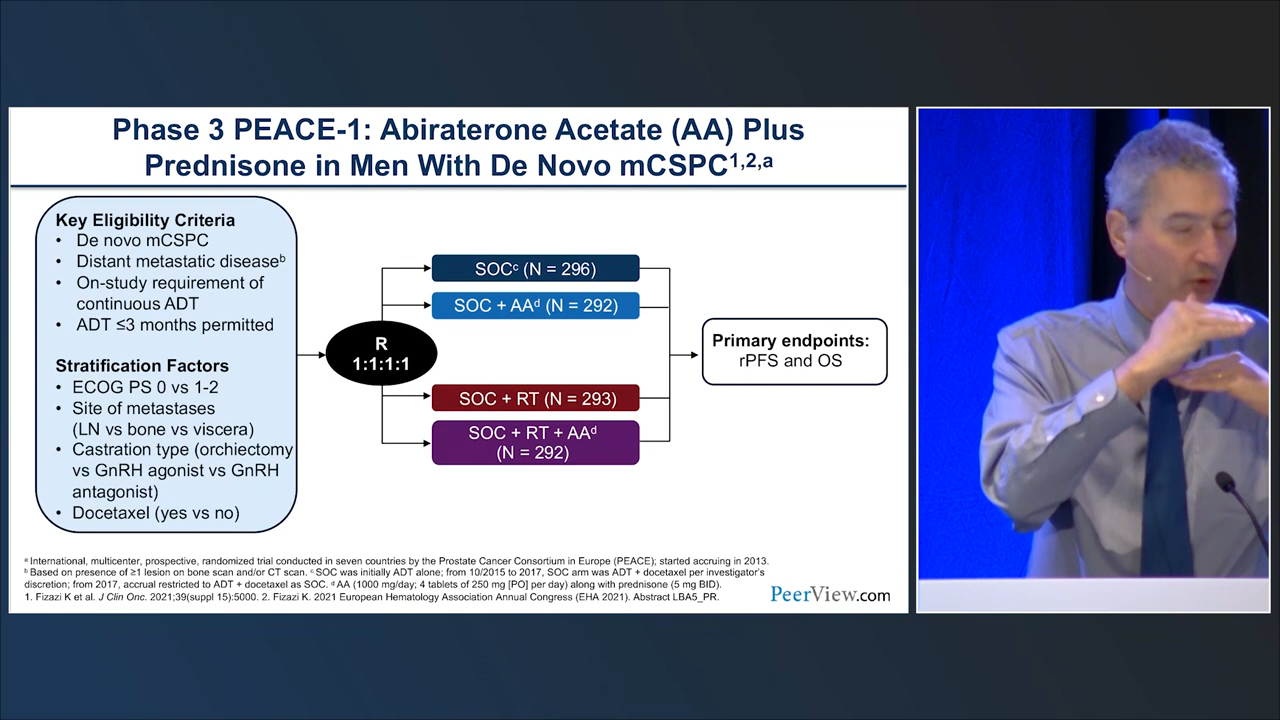 Phase 3 PEACE-1: Abiraterone Acetate (AA) Plus
Prednisone in Men With De Novo mCSPC1,2,a
Key Eligibility Criteria
• De novo mCSPC
• Distant metastatic diseaseb
• On-study requirement of
continuous ADT
• ADT ≤3 months permitted
Stratification Factors
• ECOG PS 0 vs 1-2
• Site of metastases
(LN vs bone vs viscera)
• Castration type (orchiectomy
vs GnRH agonist vs GnRH
antagonist)
• Docetaxel (yes vs no)
R
1:1:1:1
SOCc (N = 296)
SOC + AAd (N = 292)
SOC + RT (N = 293)
SOC + RT + AAd
(N = 292)
Primary endpoints:
rPFS and OS
a International, multicenter, prospective, randomized trial conducted in seven countries by the Prostate Cancer Consortium in Europe (PEACE); started accruing in 2013.
b Based on presence of ≥1 lesion on bone scan and/or CT scan. c SOC was initially ADT alone; from 10/2015 to 2017, SOC arm was ADT + docetaxel per investigator's
discretion; from 2017, accrual restricted to ADT + docetaxel as SOC. d AA (1000 mg/day; 4 tablets of 250 mg [PO] per day) along with prednisone (5 mg BID).
1. Fizazi K et al. J Clin Onc. 2021;39(suppl 15):5000. 2. Fizazi K. 2021 European Hematology Association Annual Congress (EHA 2021). Abstract LBA5_PR.
PeerView.com